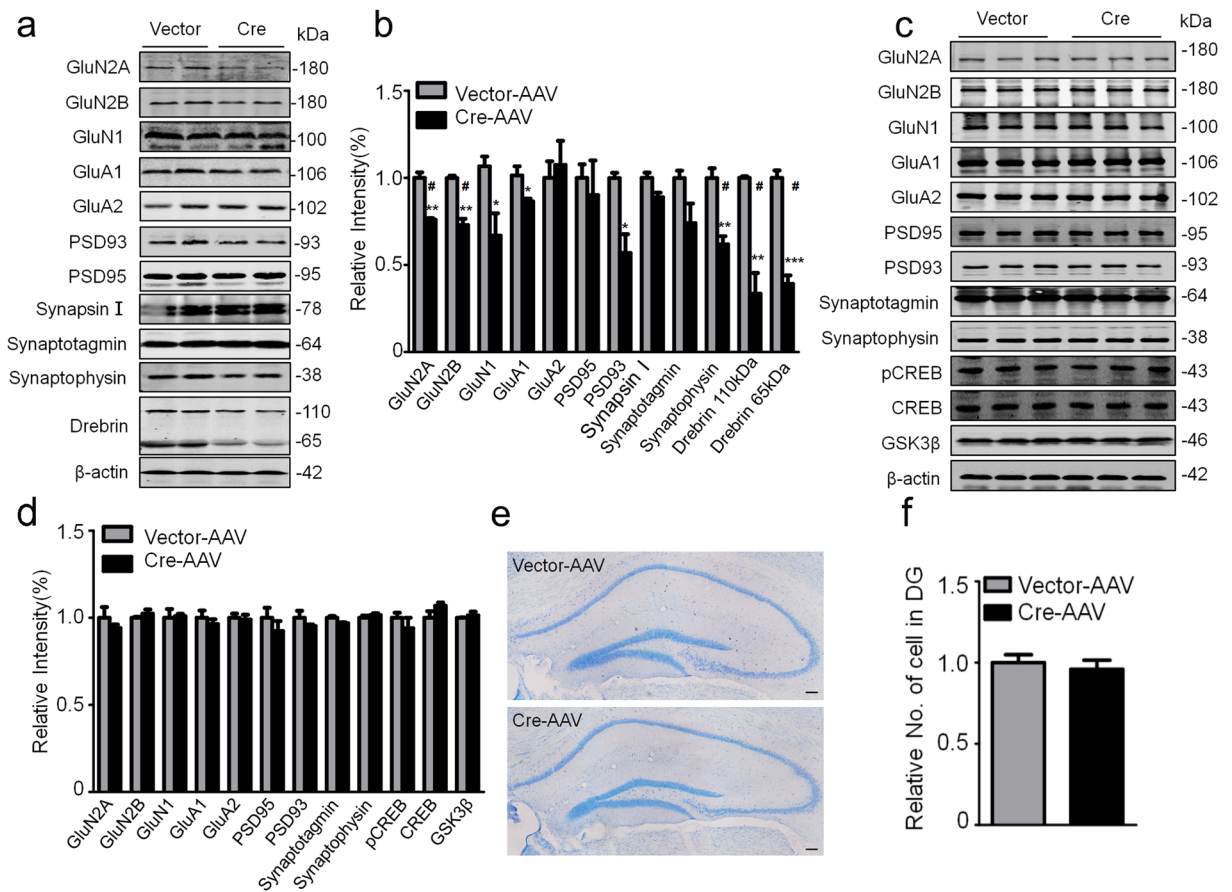 a
Vector Cre kDa
GluN2A -180
GluN2B -180
GluN1 -100
GluA1 -106
GluA2 -102
PSD93 -93
PSD95 -95
Synapsin I -78
Synaptotagmin -64
Synaptophysin -38
Drebrin -110
-65
β-actin -42
b
Relative Intensity(%)
1.5
1.0
0.5
0
Vector-AAV
Cre-AAV
# # # # #
** ** * * * ** ** ***
GluN2A
GluN2B
GluN1
GluA1
GluA2
PSD95
PSD93
Synapsin I
Synaptotagmin
Synaptophysin
Drebrin 110kDa
Drebrin 65kDa
c
Vector Cre kDa
GluN2A -180
GluN2B -180
GluN1 -100
GluA1 -106
GluA2 -102
PSD95 -95
PSD93 -93
Synaptotagmin -64
Synaptophysin -38
pCREB -43
CREB -43
GSK3β -46
β-actin -42
d
Relative Intensity(%)
1.5
1.0
0.5
0
Vector-AAV
Cre-AAV
GluN2A
GluN2B
GluN1
GluA1
GluA2
PSD95
PSD93
Synaptotagmin
Synaptophysin
pCREB
CREB
GSK3β
e
Vector-AAV
Cre-AAV
f
Relative No. of cell in DG
1.5
1.0
0.5
0
Vector-AAV
Cre-AAV